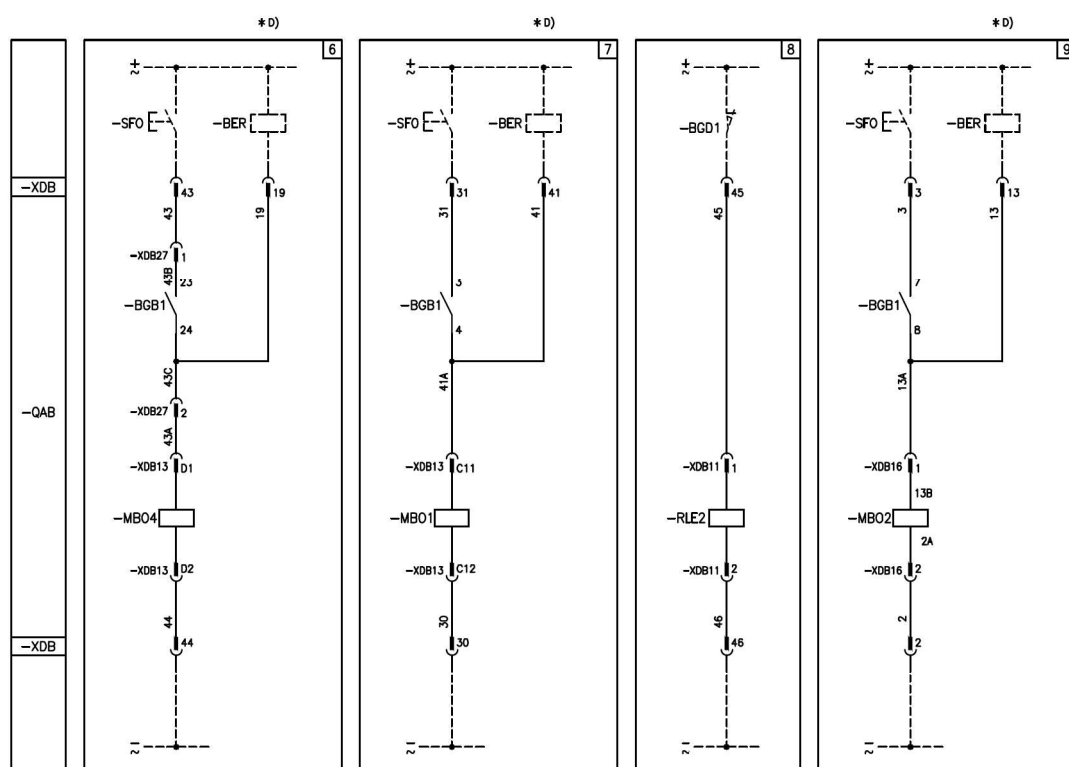 *D)
*D)
*D)
6
7
8
9
+
~
+
~
+
~
+
~
-SFO
-BER
-SFO
-BER
-BGD1
-SFO
-BER
-XDB
43
19
31
41
45
3
13
43
19
31
41
45
3
13
-XDB27
1
43B
23
3
7
-BGB1
-BGB1
-BGB1
24
4
8
43C
41A
13A
-QAB
-XDB27
2
43A
-XDB13
D1
-XDB13
C11
-XDB11
1
-XDB16
1
13B
-MBO4
-MBO1
-RLE2
-MBO2
2A
-XDB13
D2
-XDB13
C12
-XDB11
2
-XDB16
2
44
30
46
2
-XDB
44
30
46
2
-
~
-
~
-
~
-
~